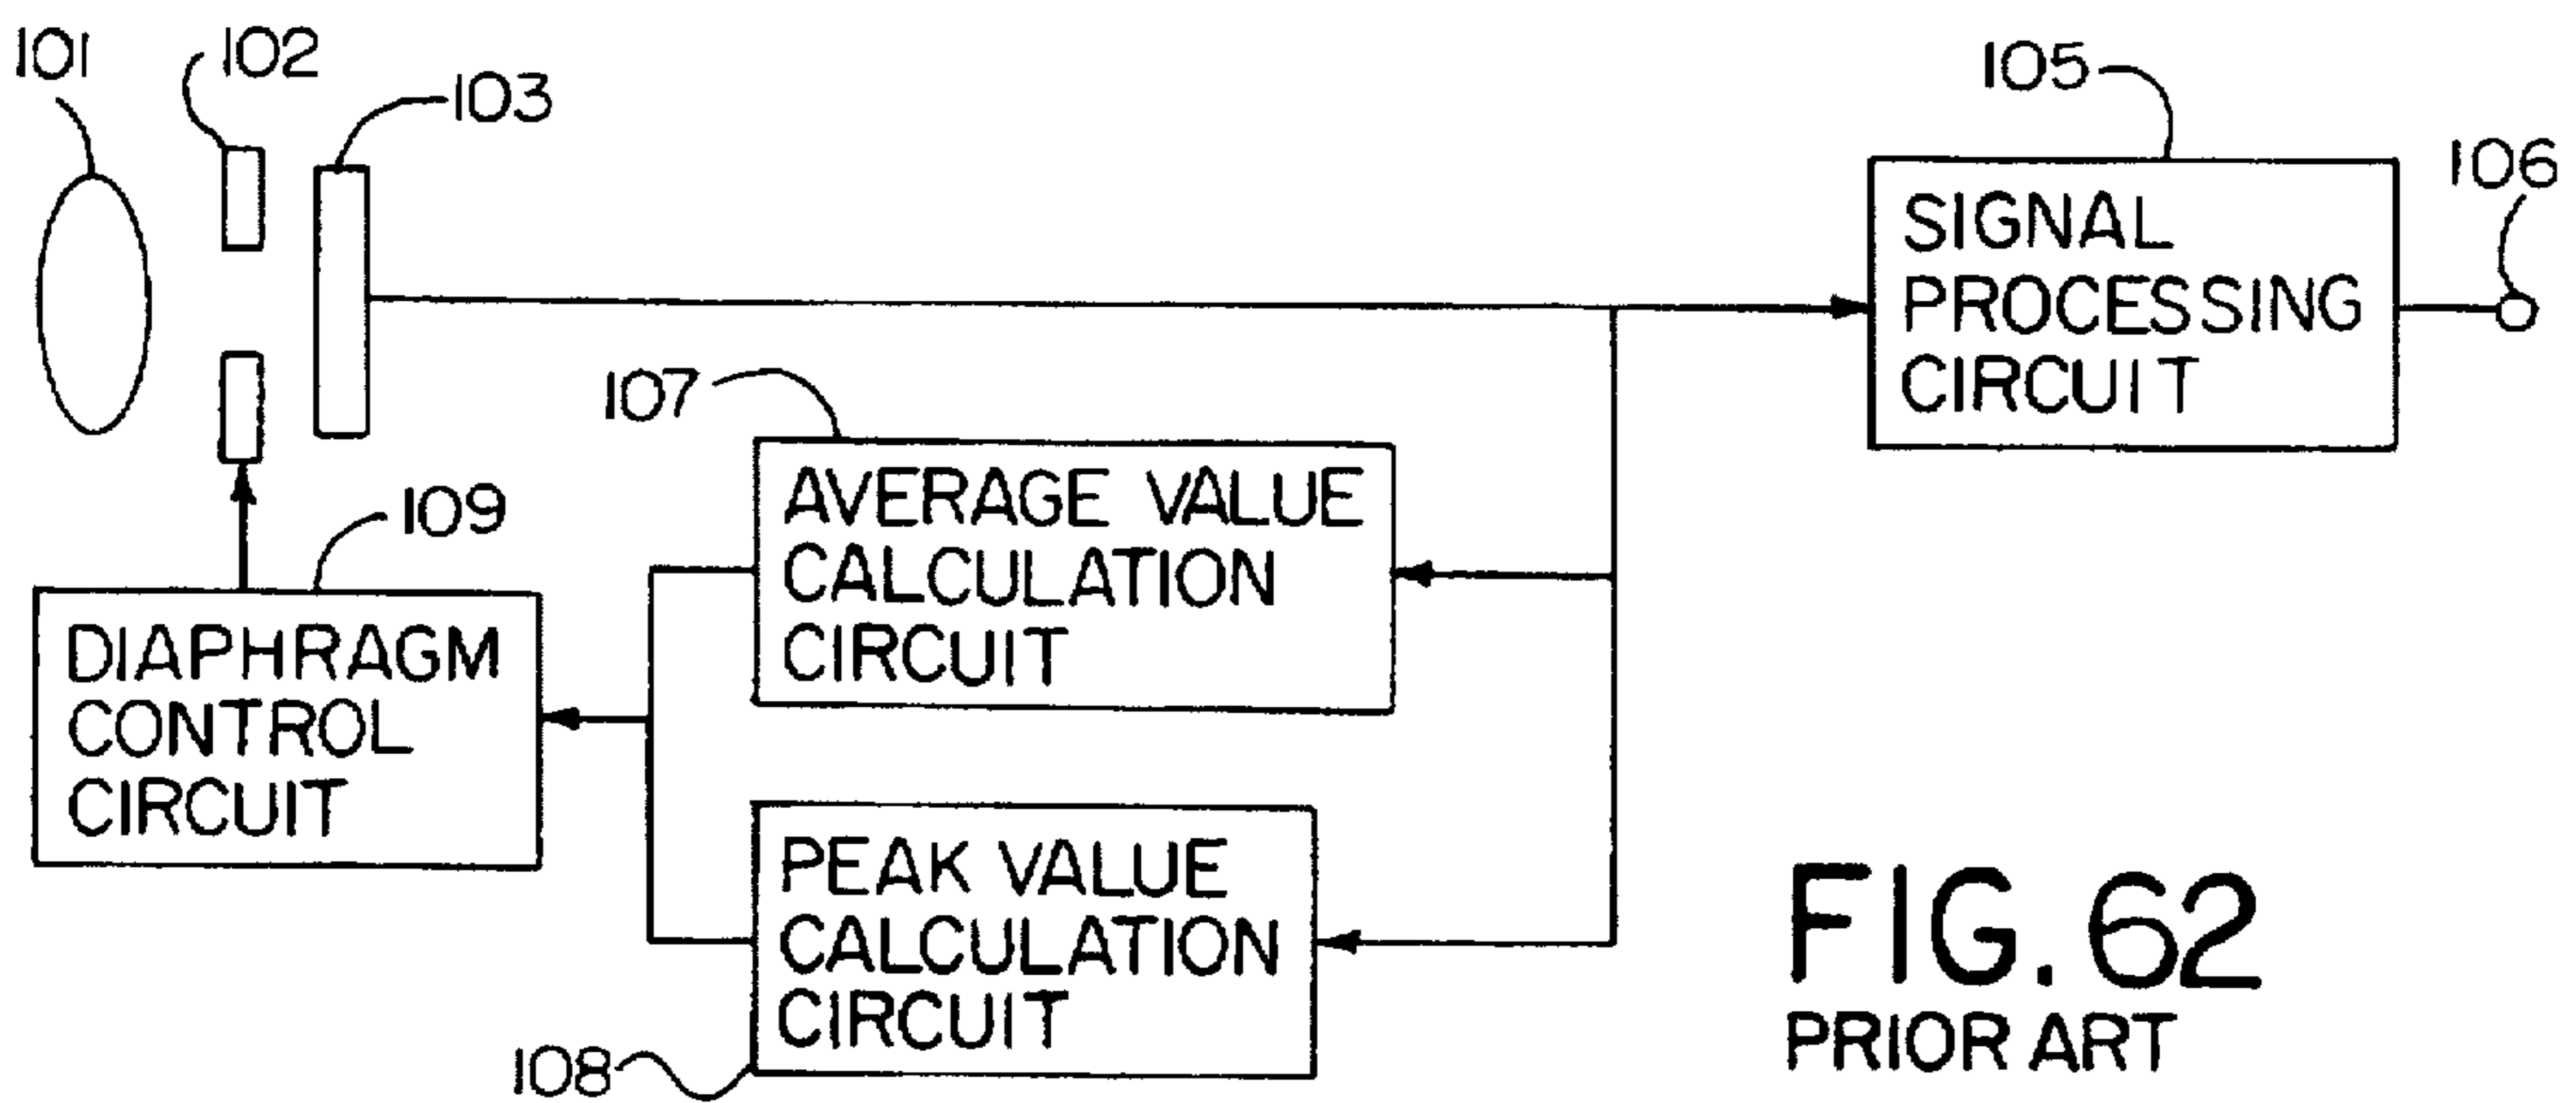 101
102
103
105
106
SIGNAL
PROCESSING
CIRCUIT
107
AVERAGE VALUE
CALCULATION
CIRCUIT
109
DIAPHRAGM
CONTROL
CIRCUIT
PEAK VALUE
CALCULATION
CIRCUIT
108
FIG. 62
PRIOR ART